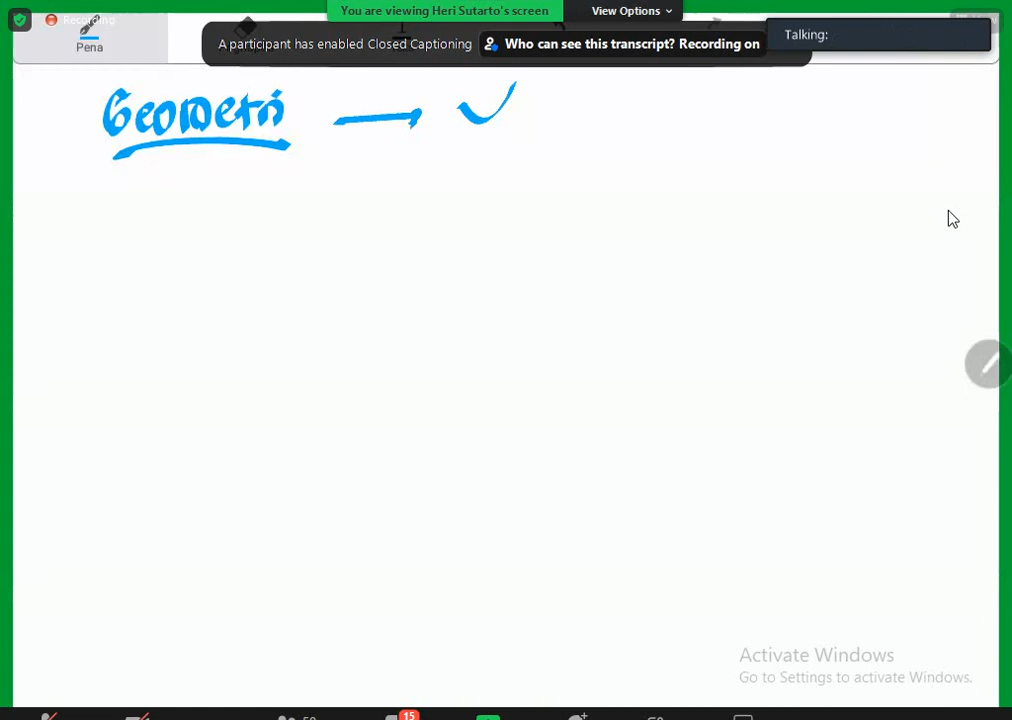 Recording
You are viewing Heri Sutarto's screen
View Options
Pena
A participant has enabled Closed Captioning
Who can see this transcript? Recording on
Talking:
Geometri → ✓
Activate Windows
Go to Settings to activate Windows.
15